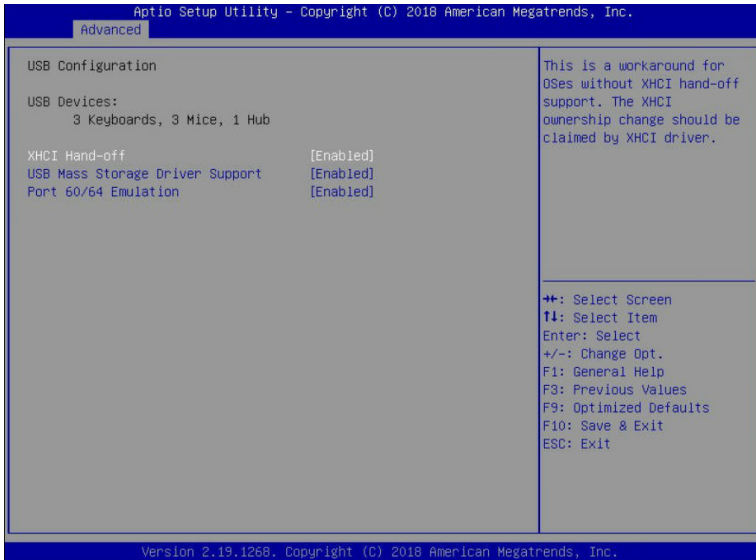 Aptio Setup Utility – Copyright (C) 2018 American Megatrends, Inc.
Advanced
USB Configuration
USB Devices:
3 Keyboards, 3 Mice, 1 Hub
XHCI Hand-off [Enabled]
USB Mass Storage Driver Support [Enabled]
Port 60/64 Emulation [Enabled]
This is a workaround for
OSes without XHCI hand-off
support. The XHCI
ownership change should be
claimed by XHCI driver.
→←: Select Screen
↑↓: Select Item
Enter: Select
+/-: Change Opt.
F1: General Help
F3: Previous Values
F9: Optimized Defaults
F10: Save & Exit
ESC: Exit
Version 2.19.1268. Copyright (C) 2018 American Megatrends, Inc.